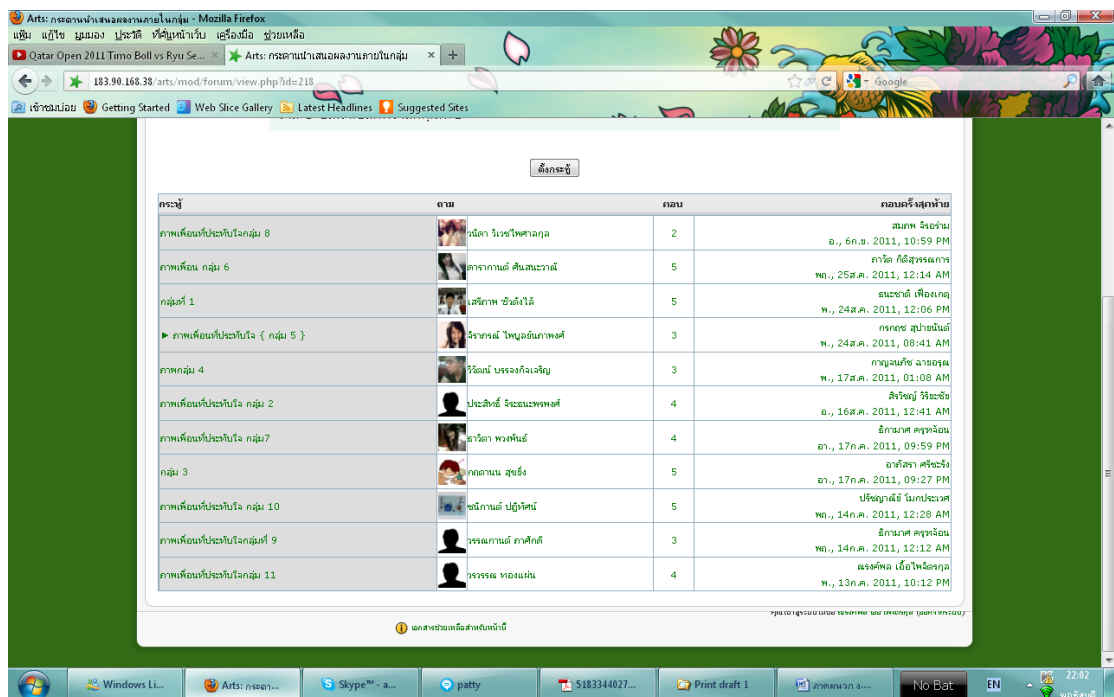 Arts: กระดานนำเสนอผลงานภายในกลุ่ม - Mozilla Firefox
แฟ้ม แก้ไข มุมมอง ประวัติ ที่คั่นหน้าเว็บ เครื่องมือ ช่วยเหลือ
Qatar Open 2011 Timo Boll vs Ryu Se... Arts: กระดานนำเสนอผลงานภายในกลุ่ม
183.90.168.38/arts/mod/forum/view.php?id=218 Google
เข้าชมบ่อย Getting Started Web Slice Gallery Latest Headlines Suggested Sites
ตั้งกระทู้
กระทู้ ถาม ตอบ ตอบครั้งสุดท้าย
ภาพเพื่อนที่ประทับใจกลุ่ม 8 วนิดา วิเวชไพศาลกุล 2 สมภพ จิรอร่าม
อ., 6ก.ย. 2011, 10:59 PM
ภาพเพื่อน กลุ่ม 6 ดารากานต์ ศันสนะวาณี 5 ภาวัต กิติสุวรรณการ
พฤ., 25ส.ค. 2011, 12:14 AM
กลุ่มที่ 1 เสรีภาพ ชัวดังไล้ 5 ธนะชาติ เฟื่องเกตุ
พ., 24ส.ค. 2011, 12:06 PM
► ภาพเพื่อนที่ประทับใจ { กลุ่ม 5 } จิราภรณ์ ไพบูลย์นภาพงศ์ 3 กรกฤช สุปายนันต์
พ., 24ส.ค. 2011, 08:41 AM
ภาพกลุ่ม 4 วิวัฒน์ บรรจงกิจเจริญ 3 กาญจนภัช ฉายอรุณ
พ., 17ส.ค. 2011, 01:08 AM
ภาพเพื่อนที่ประทับใจ กลุ่ม 2 ประสิทธิ์ จิระธนะพรพงศ์ 4 สิรวิชญ์ วิริยะชัย
อ., 16ส.ค. 2011, 12:41 AM
ภาพเพื่อนที่ประทับใจ กลุ่ม7 ธาวิตา พวงพันธ์ 4 ธิกามาศ ครุฑจ้อน
อา., 17ก.ค. 2011, 09:59 PM
กลุ่ม 3 กฤตานน สุขยิ่ง 5 อาภัสรา ศรีชะรัง
อา., 17ก.ค. 2011, 09:27 PM
ภาพเพื่อนที่ประทับใจ กลุ่ม 10 ชนิกานต์ ปฏิทัศน์ 5 ปรัชญาณีย์ โมกประเวศ
พฤ., 14ก.ค. 2011, 12:28 AM
ภาพเพื่อนที่ประทับใจกลุ่มที่ 9 วรรณกานต์ ภาศักดี 3 ธิกามาศ ครุฑจ้อน
พฤ., 14ก.ค. 2011, 12:12 AM
ภาพเพื่อนที่ประทับใจกลุ่ม 11 วรวรรณ ทองแผ่น 4 ณรงค์พล เอื้อไพจิตรกุล
พ., 13ก.ค. 2011, 10:12 PM
เอกสารช่วยเหลือสำหรับหน้านี้
Windows Li... Arts: กระดา... Skype™ - a... patty 5183344027... Print draft 1 ภาคผนวก ง.... No Bat EN 22:02
พฤหัสบดี